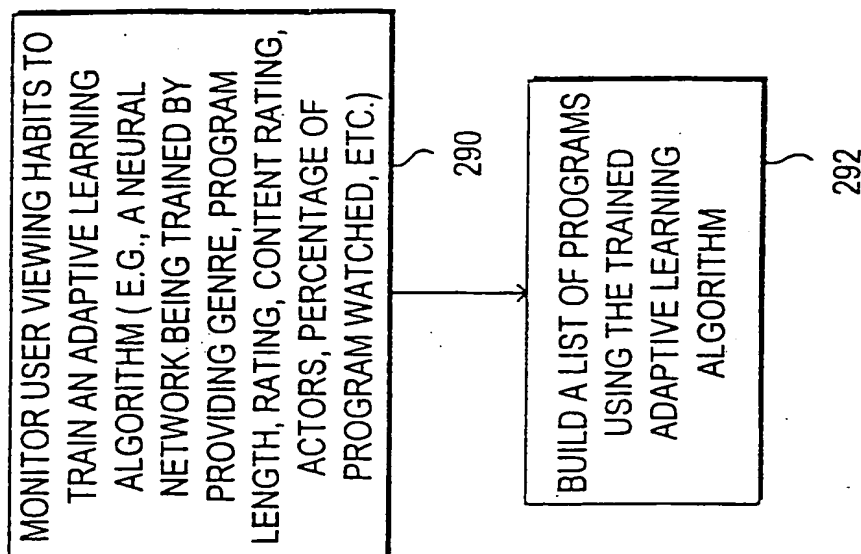 MONITOR USER VIEWING HABITS TO
TRAIN AN ADAPTIVE LEARNING
ALGORITHM ( E.G., A NEURAL
NETWORK BEING TRAINED BY
PROVIDING GENRE, PROGRAM
LENGTH, RATING, CONTENT RATING,
ACTORS, PERCENTAGE OF
PROGRAM WATCHED, ETC.)
290
BUILD A LIST OF PROGRAMS
USING THE TRAINED
ADAPTIVE LEARNING
ALGORITHM
292